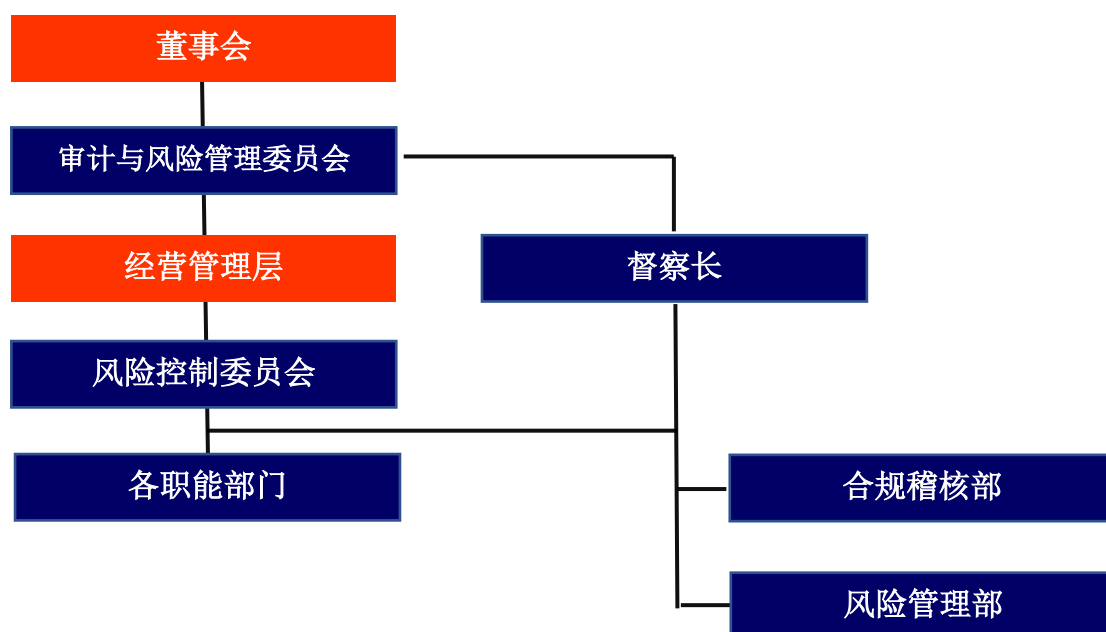 董事会
审计与风险管理委员会
经营管理层
督察长
风险控制委员会
各职能部门
合规稽核部
风险管理部